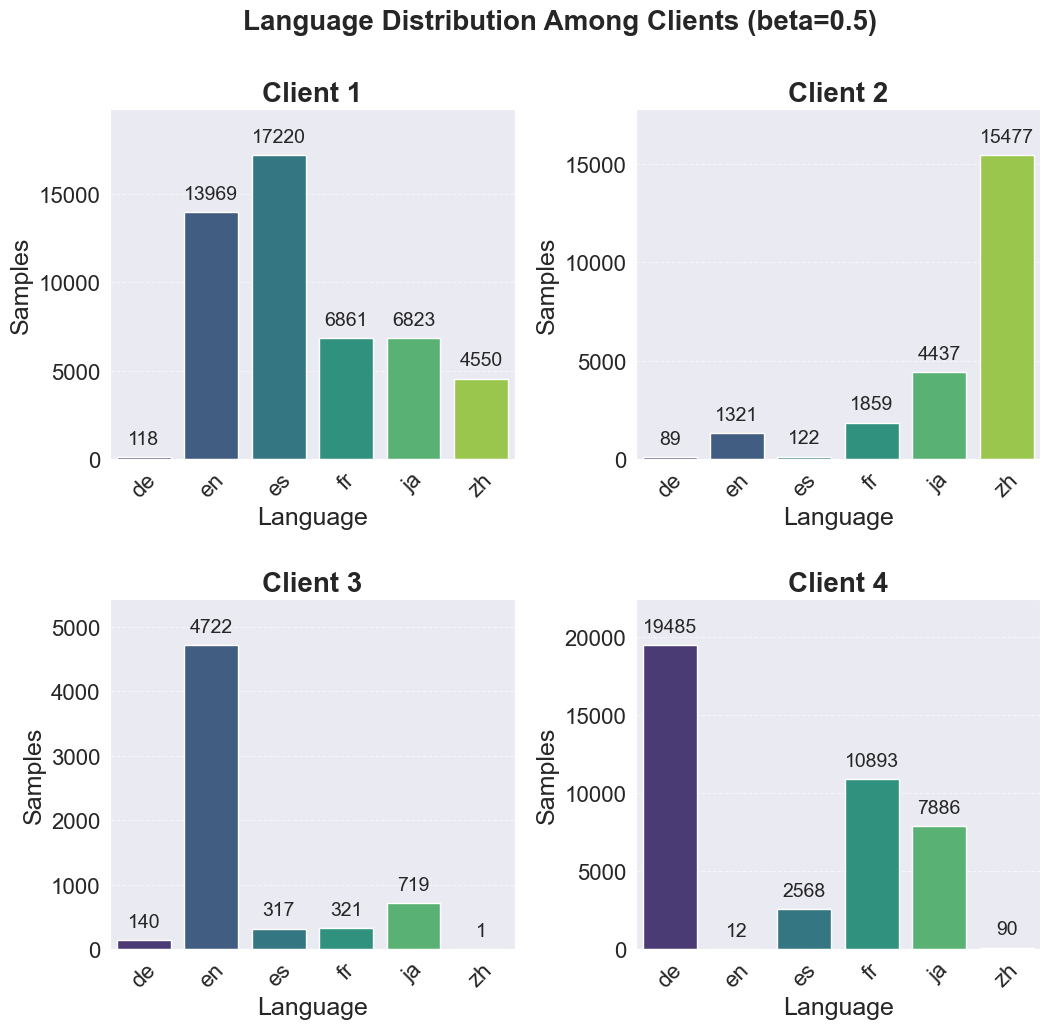 Language Distribution Among Clients (beta=0.5)
Client 1
Samples
15000
10000
5000
0
118
13969
17220
6861
6823
4550
de
en
es
fr
ja
zh
Language
Client 2
Samples
15000
10000
5000
0
89
1321
122
1859
4437
15477
de
en
es
fr
ja
zh
Language
Client 3
Samples
5000
4000
3000
2000
1000
0
140
4722
317
321
719
1
de
en
es
fr
ja
zh
Language
Client 4
Samples
20000
15000
10000
5000
0
19485
12
2568
10893
7886
90
de
en
es
fr
ja
zh
Language